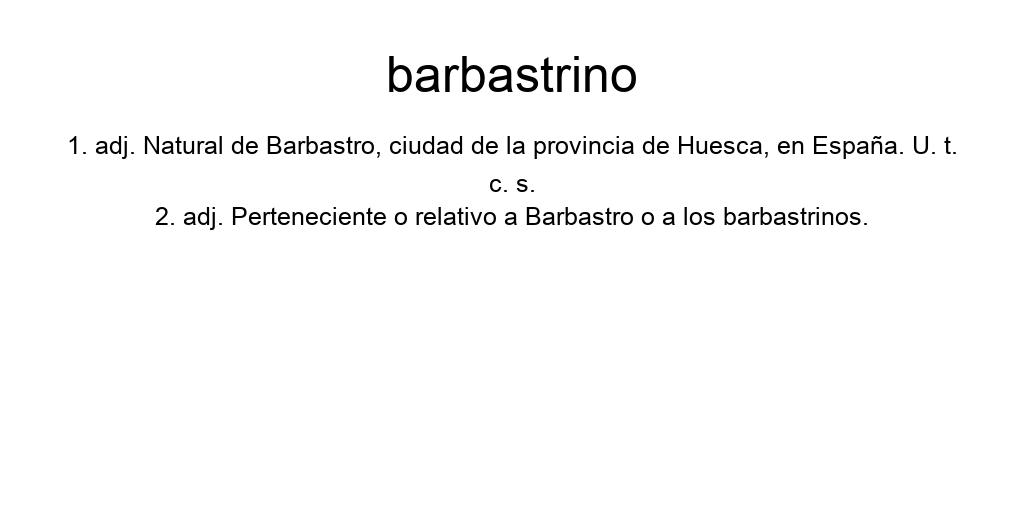 barbastrino
1. adj. Natural de Barbastro, ciudad de la provincia de Huesca, en España. U. t.
c. s.
2. adj. Perteneciente o relativo a Barbastro o a los barbastrinos.